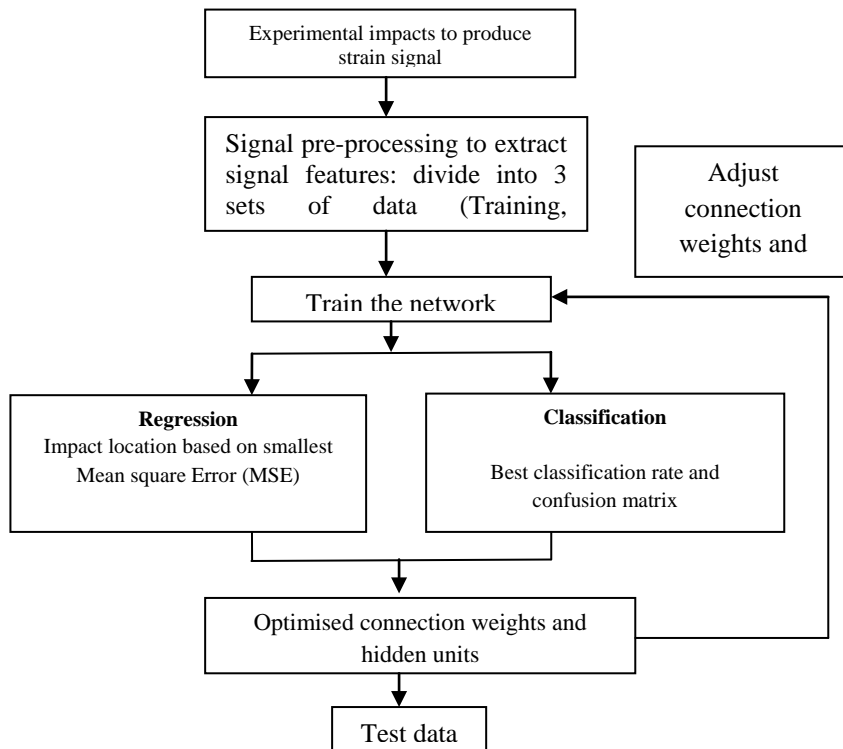 Experimental impacts to produce
strain signal
Signal pre-processing to extract
signal features: divide into 3
sets of data (Training,
Adjust
connection
weights and
Train the network
Regression
Impact location based on smallest
Mean square Error (MSE)
Classification
Best classification rate and
confusion matrix
Optimised connection weights and
hidden units
Test data